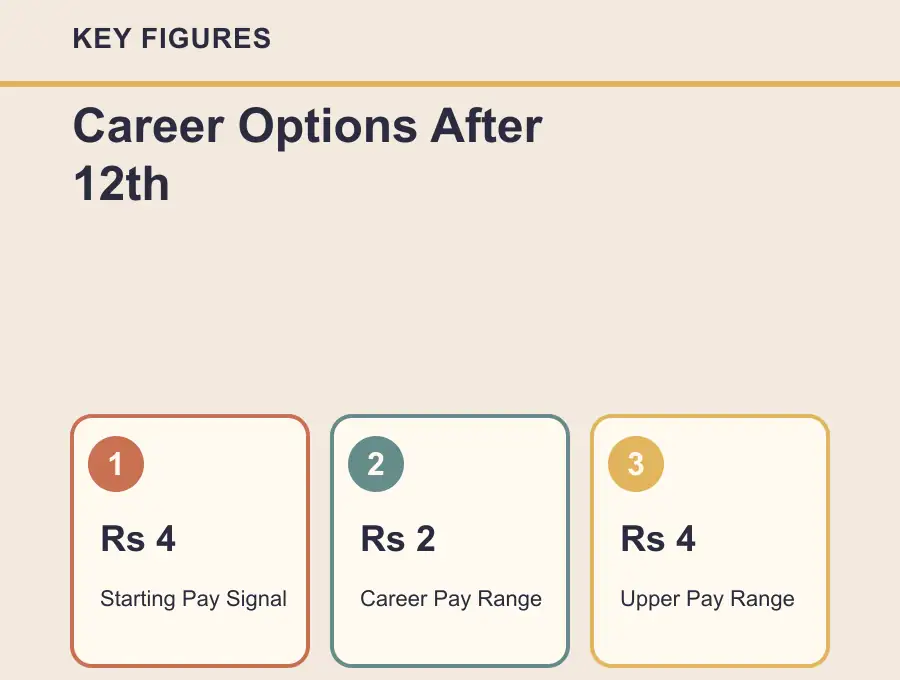 KEY FIGURES
Career Options After
12th
1
2
3
Rs 4
Rs 2
Rs 4
Starting Pay Signal
Career Pay Range
Upper Pay Range